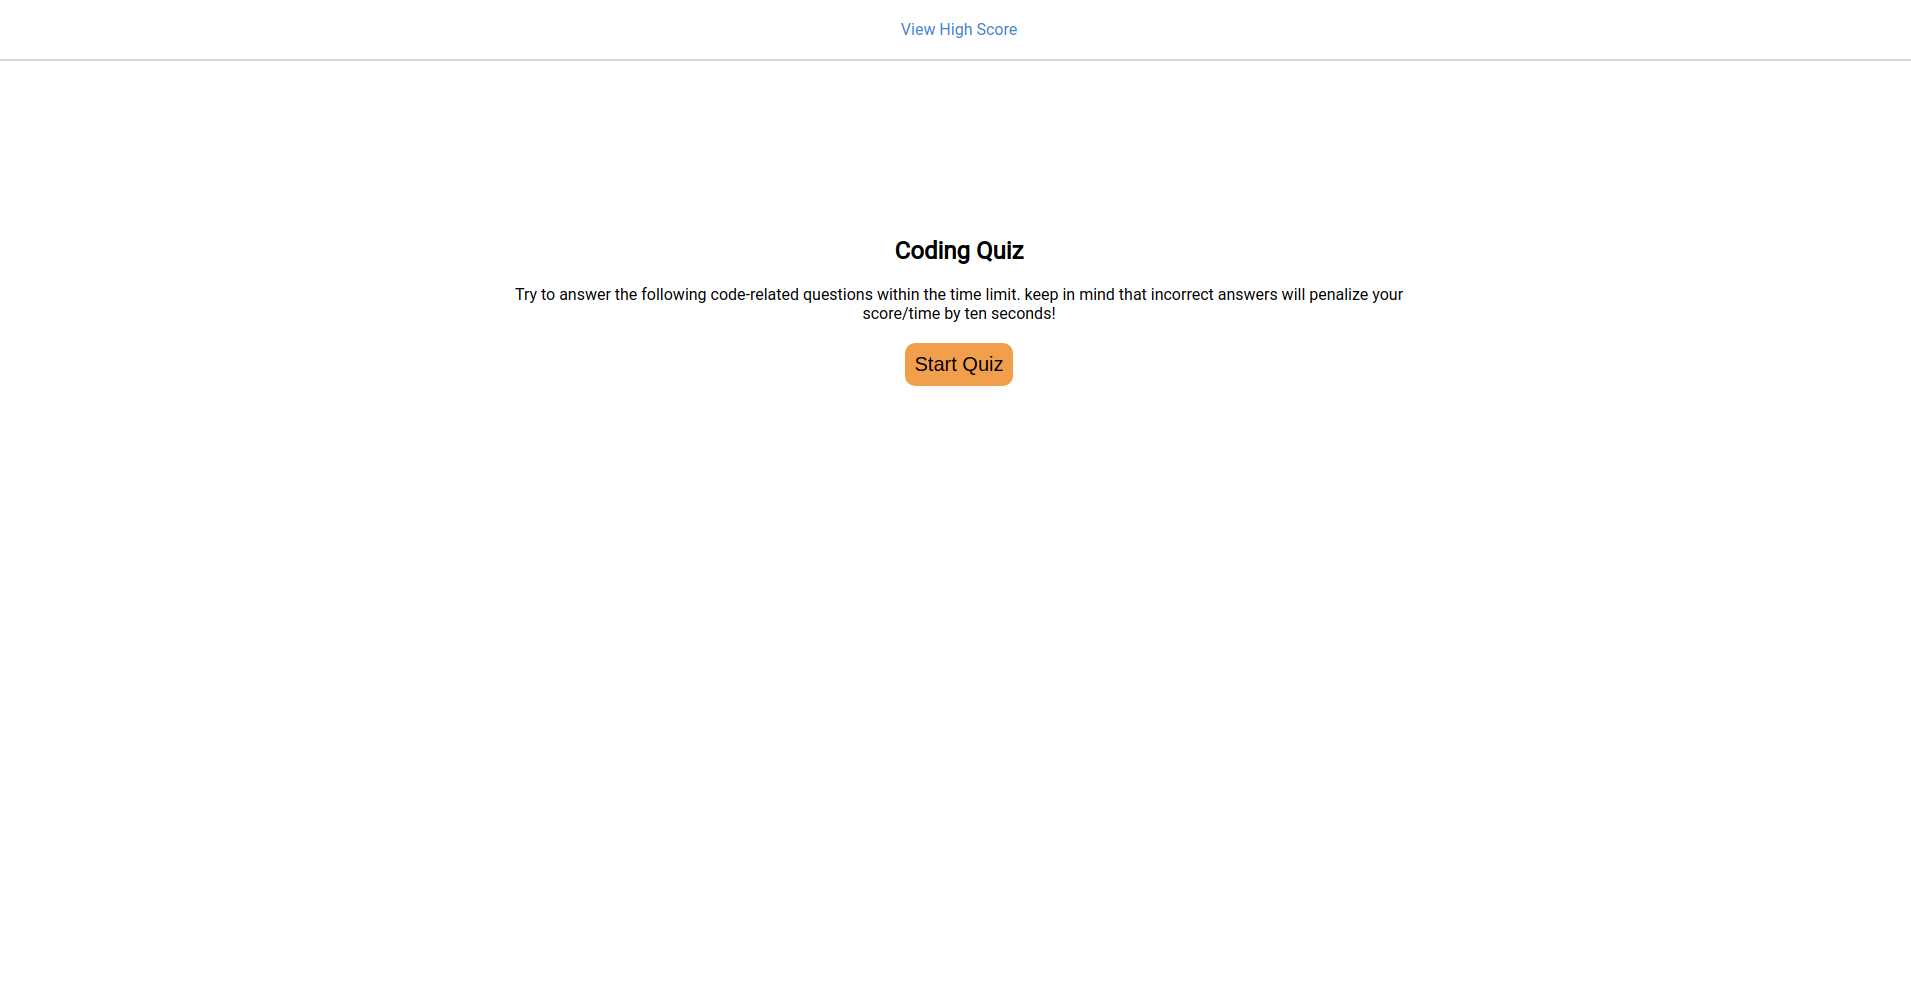 View High Score
Coding Quiz
Try to answer the following code-related questions within the time limit. keep in mind that incorrect answers will penalize your
score/time by ten seconds!
Start Quiz